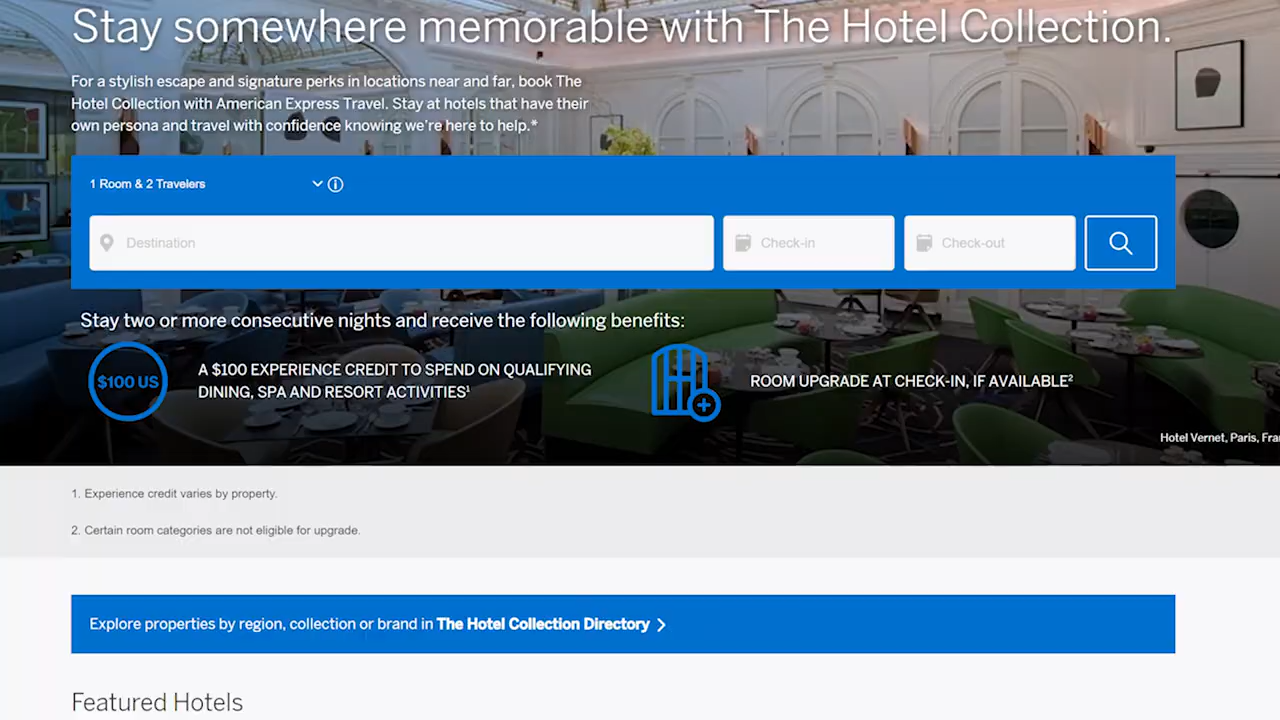 Stay somewhere memorable with The Hotel Collection.
For a stylish escape and signature perks in locations near and far, book The
Hotel Collection with American Express Travel. Stay at hotels that have their
own persona and travel with confidence knowing we're here to help.*
1 Room & 2 Travelers
Destination
Check-in
Check-out
Stay two or more consecutive nights and receive the following benefits:
$100 US
A $100 EXPERIENCE CREDIT TO SPEND ON QUALIFYING
DINING, SPA AND RESORT ACTIVITIES¹
ROOM UPGRADE AT CHECK-IN, IF AVAILABLE²
Hotel Vernet, Paris, Fra
1. Experience credit varies by property.
2. Certain room categories are not eligible for upgrade.
Explore properties by region, collection or brand in The Hotel Collection Directory
Featured Hotels